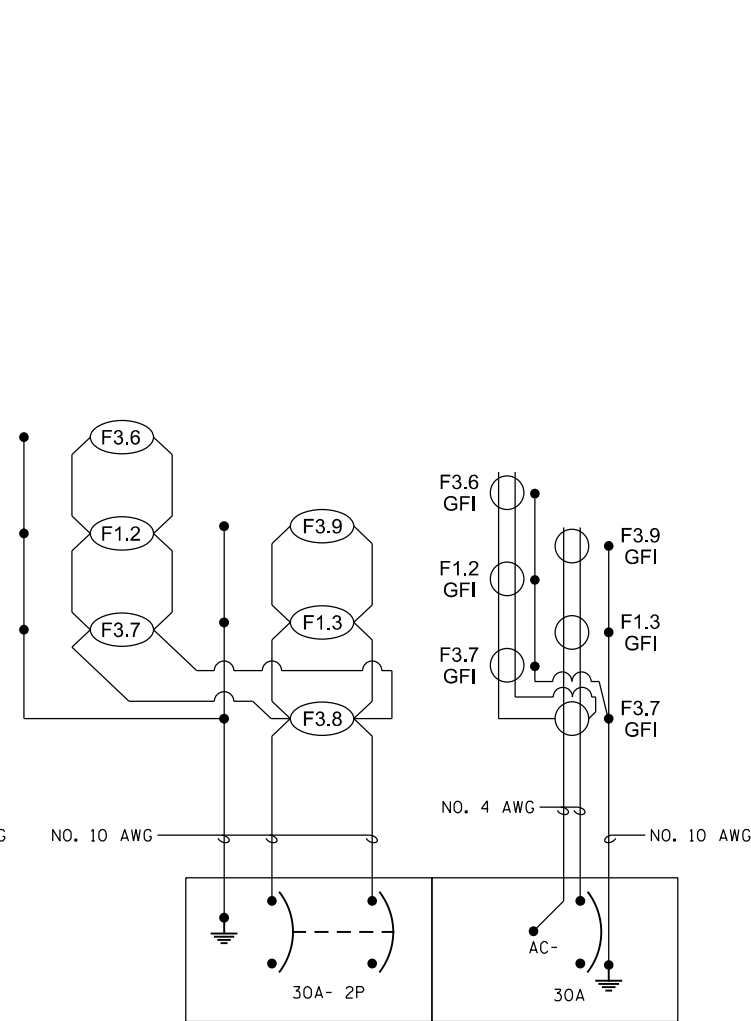 F3.6
F1.2
F3.7
F3.9
F1.3
F3.8
F3.6
GFI
F1.2
GFI
F3.7
GFI
F3.9
GFI
F1.3
GFI
F3.7
GFI
G
NO. 10 AWG
NO. 4 AWG
NO. 10 AWG
30A- 2P
AC-
30A